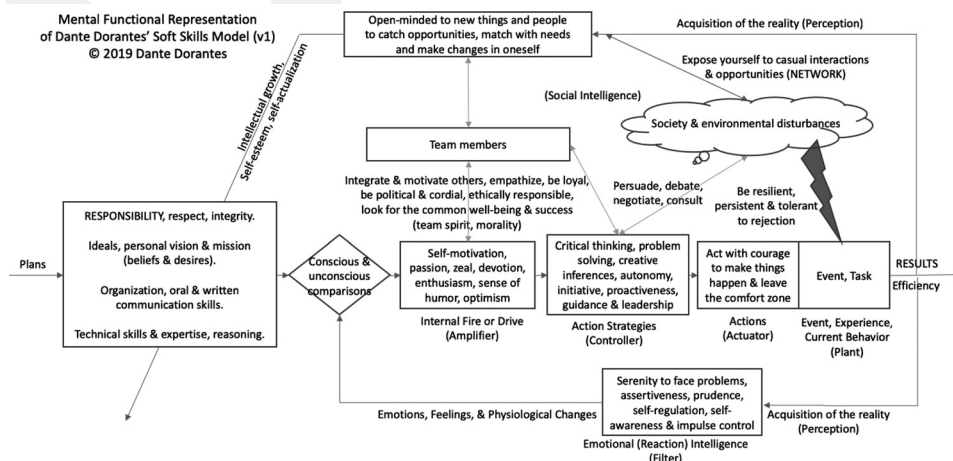 Mental Functional Representation
of Dante Dorantes' Soft Skills Model (v1)
© 2019 Dante Dorantes
Open-minded to new things and people
to catch opportunities, match with needs
and make changes in oneself
Acquisition of the reality (Perception)
Expose yourself to casual interactions
& opportunities (NETWORK)
Intellectual growth,
Self-esteem, self-actualization
(Social Intelligence)
Society & environmental disturbances
Team members
Integrate & motivate others, empathize, be loyal,
be political & cordial, ethically responsible,
look for the common well-being & success
(team spirit, morality)
Persuade, debate,
negotiate, consult
Be resilient,
persistent & tolerant
to rejection
Plans
RESPONSIBILITY, respect, integrity.
Ideals, personal vision & mission
(beliefs & desires).
Organization, oral & written
communication skills.
Technical skills & expertise, reasoning.
Conscious &
unconscious
comparisons
Self-motivation,
passion, zeal, devotion,
enthusiasm, sense of
humor, optimism
Internal Fire or Drive
(Amplifier)
Critical thinking, problem
solving, creative
inferences, autonomy,
initiative, proactiveness,
guidance & leadership
Action Strategies
(Controller)
Act with courage
to make things
happen & leave
the comfort zone
Actions
(Actuator)
Event, Task
Event, Experience,
Current Behavior
(Plant)
RESULTS
Efficiency
Serenity to face problems,
assertiveness, prudence,
self-regulation, self-
awareness & impulse control
Emotions, Feelings, & Physiological Changes
Acquisition of the reality
(Perception)
Emotional (Reaction) Intelligence
(Filter)